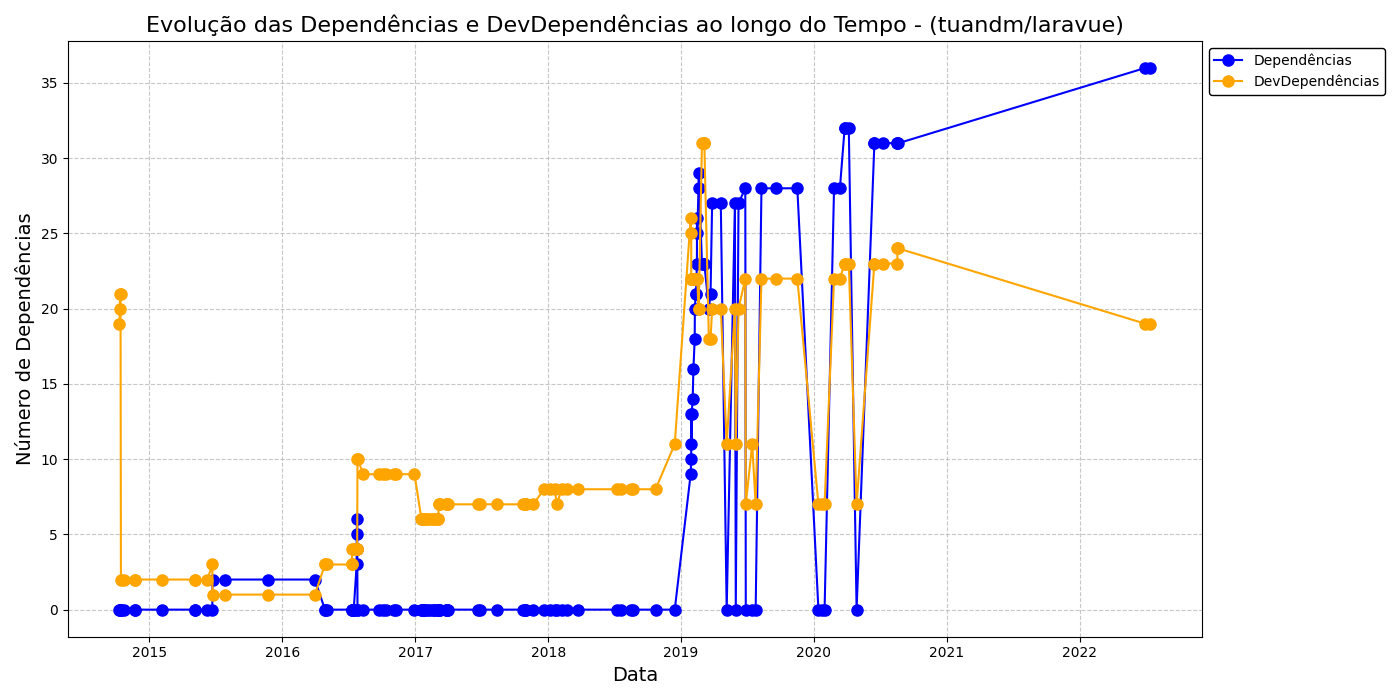 Evolução das Dependências e DevDependências ao longo do Tempo - (tuandm/laravue)
Dependências
DevDependências
Número de Dependências
35
30
25
20
15
10
5
0
2015 2016 2017 2018 2019 2020 2021 2022
Data